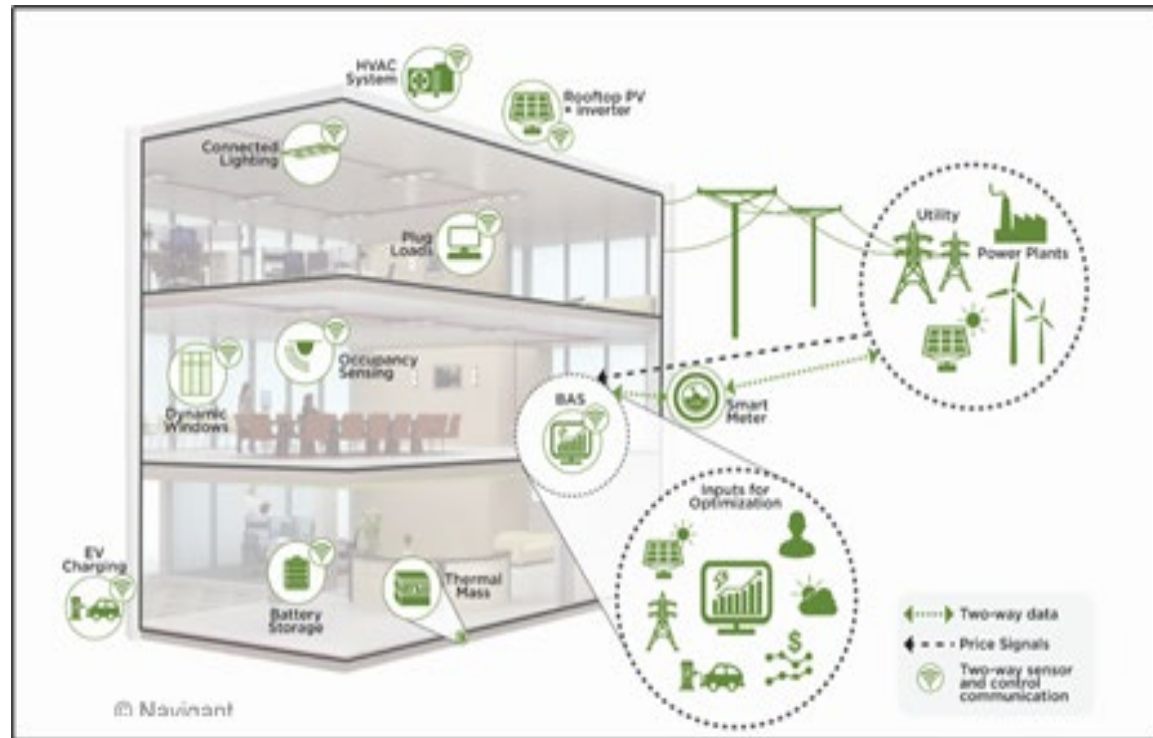 HVAC
System
Rooftop PV
+ inverter
Connected
Lighting
Plug
Loads
Utility
Power Plants
Occupancy
Sensing
Dynamic
Windows
BAS
Smart
Meter
Inputs for
Optimization
EV
Charging
Battery
Storage
Thermal
Mass
$
Two-way data
Price Signals
Two-way sensor
and control
communication
© Navigant